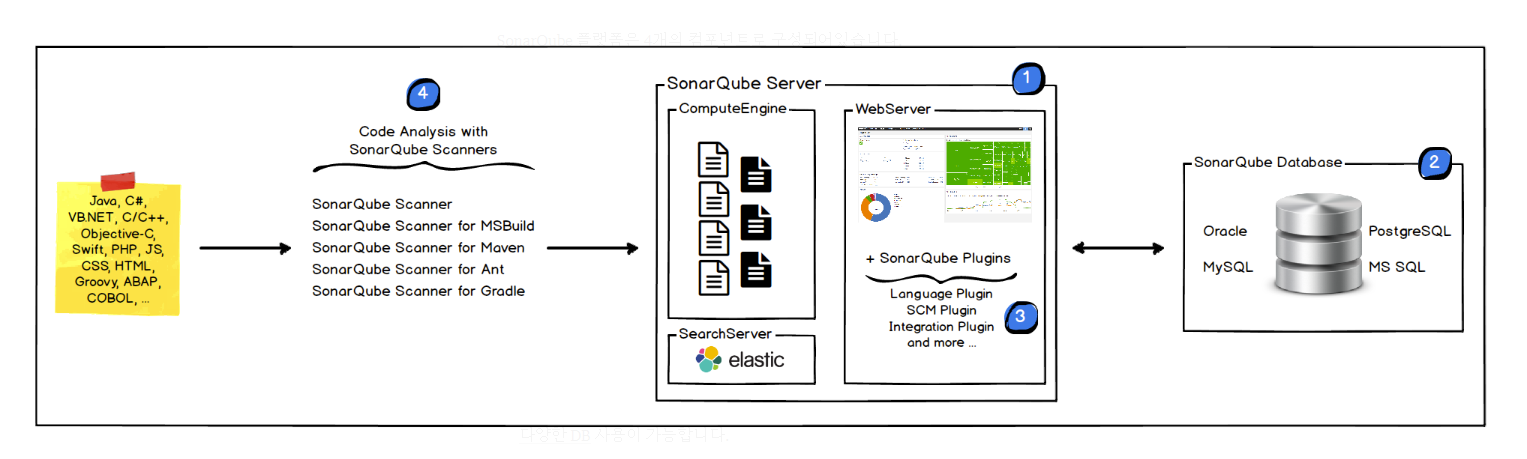 SonarQube 플랫폼은 4개의 컴포넌트로 구성되어있습니다.
4
Code Analysis with
SonarQube Scanners
SonarQube Scanner
SonarQube Scanner for MSBuild
SonarQube Scanner for Maven
SonarQube Scanner for Ant
SonarQube Scanner for Gradle
Java, C#,
VB.NET, C/C++,
Objective-C,
Swift, PHP, JS,
CSS, HTML,
Groovy, ABAP,
COBOL, ...
SonarQube Server
1
ComputeEngine
WebServer
+ SonarQube Plugins
Language Plugin
SCM Plugin
Integration Plugin
and more ...
3
SearchServer
elastic
SonarQube Database
2
Oracle
PostgreSQL
MySQL
MS SQL
다양한 DB 사용이 가능합니다.